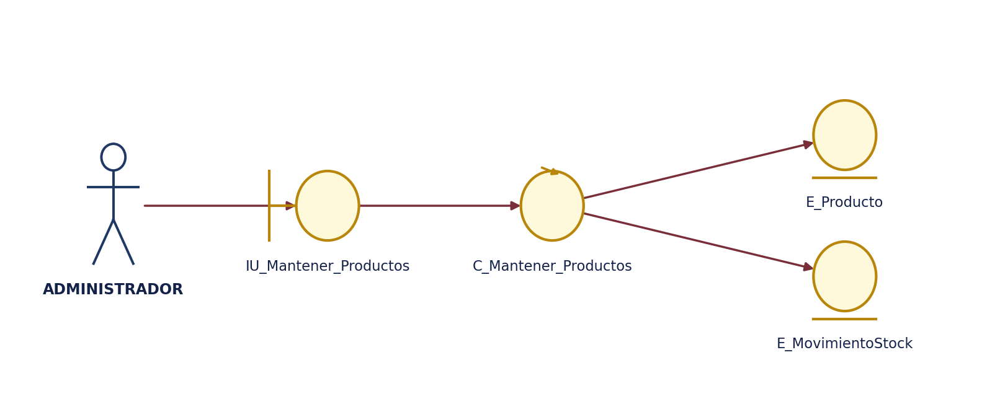 ADMINISTRADOR
IU_Mantener_Productos
C_Mantener_Productos
E_Producto
E_MovimientoStock